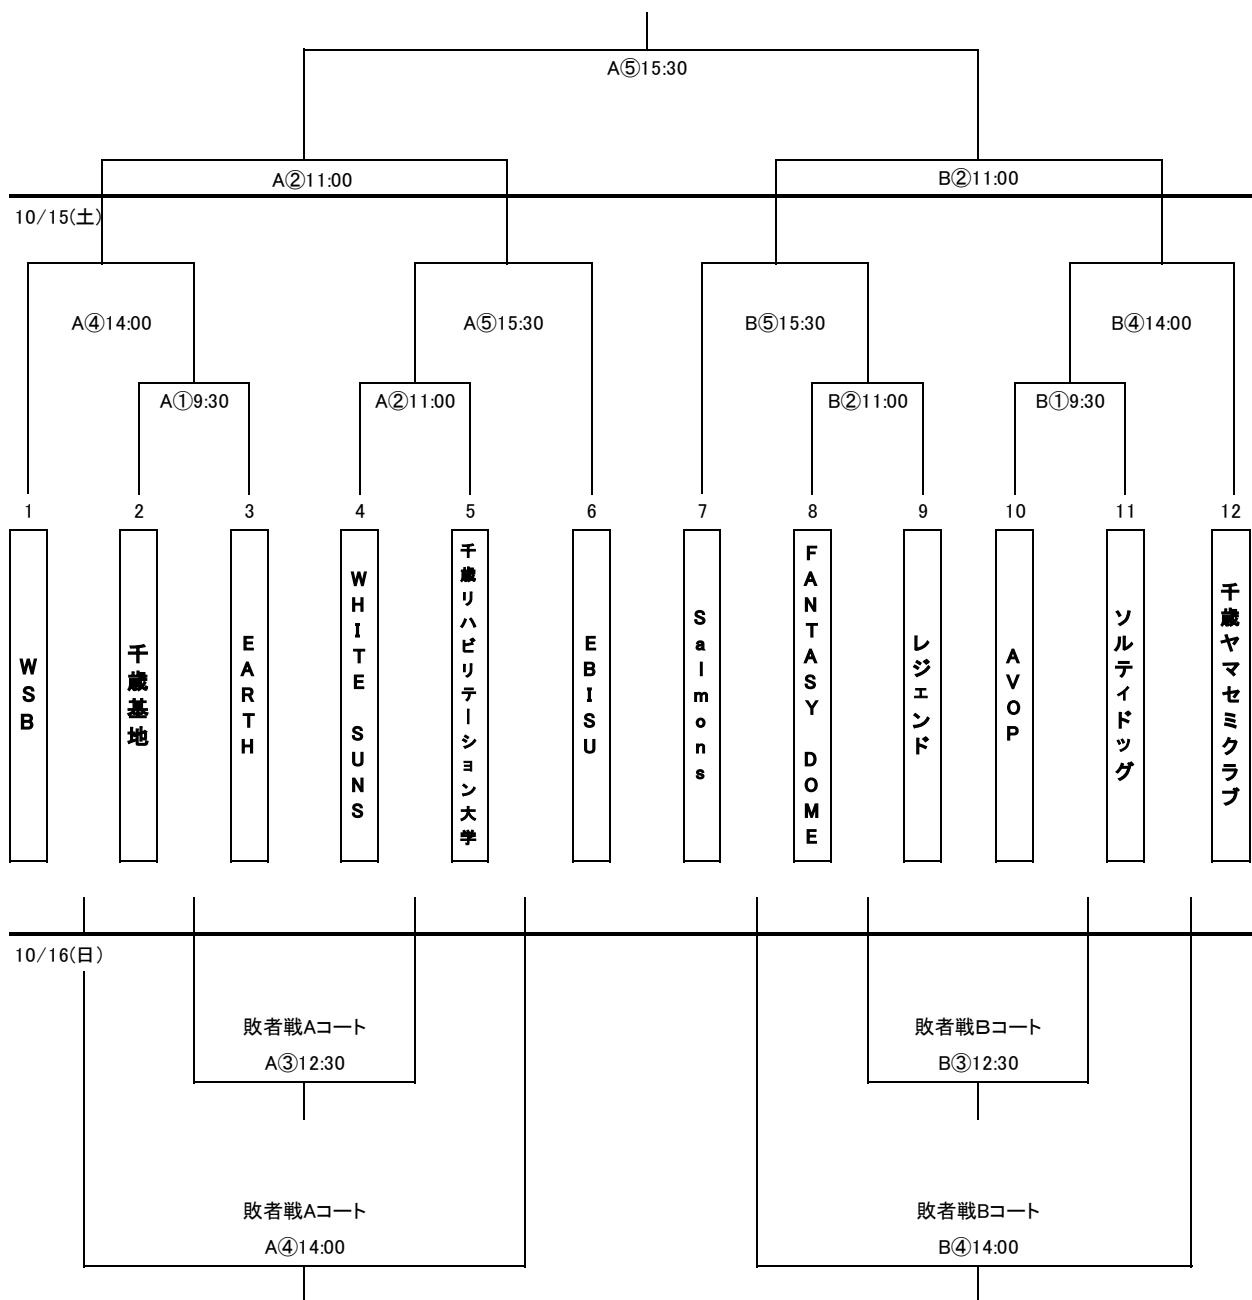 A⑤15:30
A②11:00
B②11:00
10/15(土)
A④14:00
A⑤15:30
B⑤15:30
B④14:00
A①9:30
A②11:00
B②11:00
B①9:30
1
2
3
4
5
6
7
8
9
10
11
12
WSB
千歳基地
EARTH
WHITE SUNS
千歳リハビリテーション大学
EBISU
Salmons
FANTASY DOME
レジェンド
AVOP
ソルティドッグ
千歳ヤマセミクラブ
10/16(日)
敗者戦Aコート
敗者戦Bコート
A③12:30
B③12:30
敗者戦Aコート
敗者戦Bコート
A④14:00
B④14:00